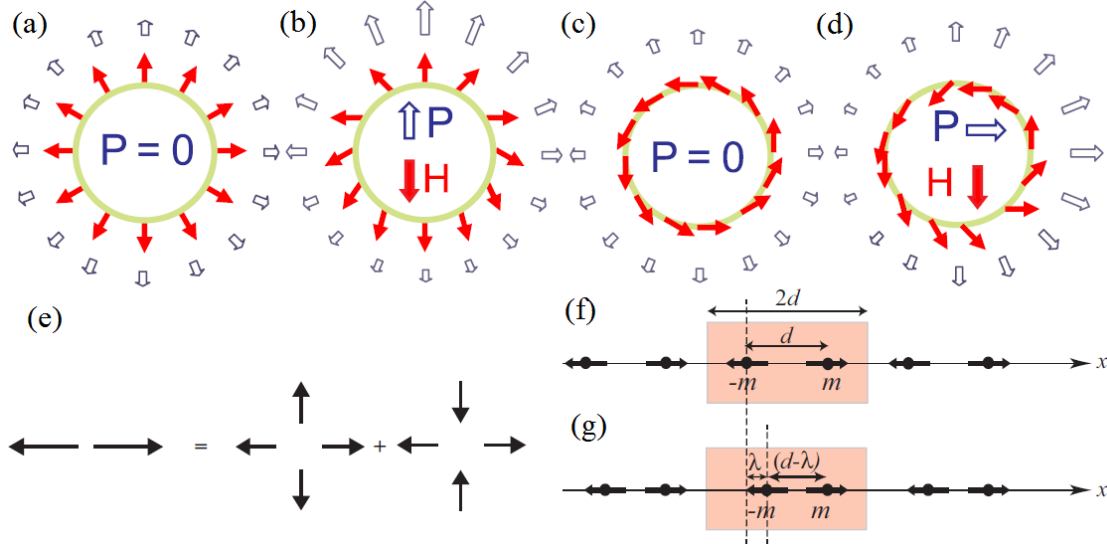 (a)
P = 0
(b)
P
H
(c)
P = 0
(d)
P
H
(e)
=
+
(f)
2d
d
-m
m
x
(g)
λ
(d-λ)
-m
m
x